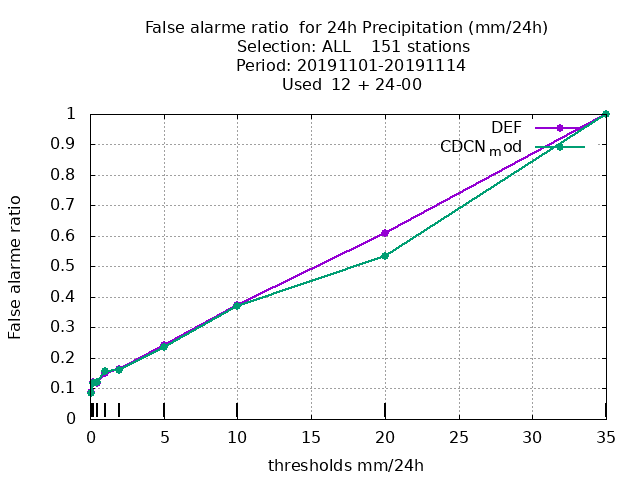 False alarme ratio  for 24h Precipitation (mm/24h)
Selection: ALL    151 stations
Period: 20191101-20191114
Used  12 + 24-00
DEF
CDCN_mod
False alarme ratio
1
0.9
0.8
0.7
0.6
0.5
0.4
0.3
0.2
0.1
0
0 5 10 15 20 25 30 35
thresholds mm/24h